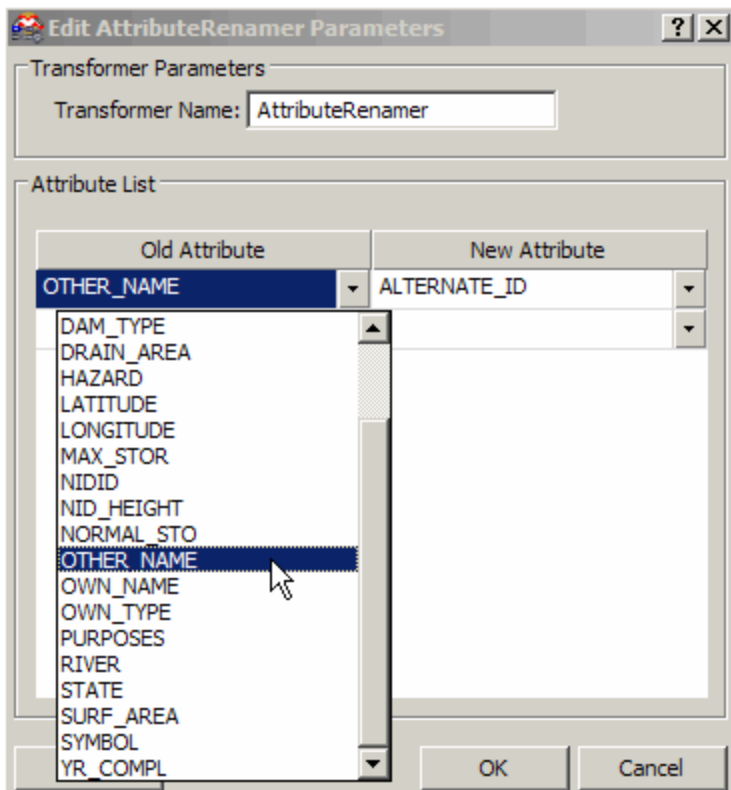 Edit AttributeRenamer Parameters ? X
Transformer Parameters
Transformer Name: AttributeRenamer
Attribute List
Old Attribute New Attribute
OTHER_NAME ALTERNATE_ID
DAM_TYPE
DRAIN_AREA
HAZARD
LATITUDE
LONGITUDE
MAX_STOR
NIDID
NID_HEIGHT
NORMAL_STO
OTHER_NAME
OWN_NAME
OWN_TYPE
PURPOSES
RIVER
STATE
SURF_AREA
SYMBOL
YR_COMPL
OK Cancel